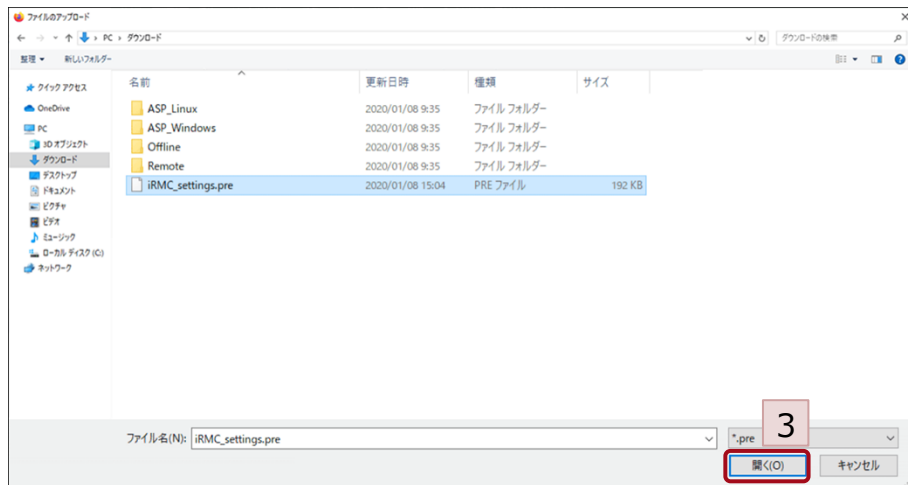 ファイルのアップロード
PC › ダウンロード
ダウンロードの検索
整理 新しいフォルダー
名前 更新日時 種類 サイズ
クイック アクセス
OneDrive
PC
3D オブジェクト
ダウンロード
デスクトップ
ドキュメント
ピクチャ
ビデオ
ミュージック
ローカル ディスク (C:)
ネットワーク
ASP_Linux 2020/01/08 9:35 ファイル フォルダー
ASP_Windows 2020/01/08 9:35 ファイル フォルダー
Offline 2020/01/08 9:35 ファイル フォルダー
Remote 2020/01/08 9:35 ファイル フォルダー
iRMC_settings.pre 2020/01/08 15:04 PRE ファイル 192 KB
ファイル名(N): iRMC_settings.pre
*.pre
3
開く(O) キャンセル